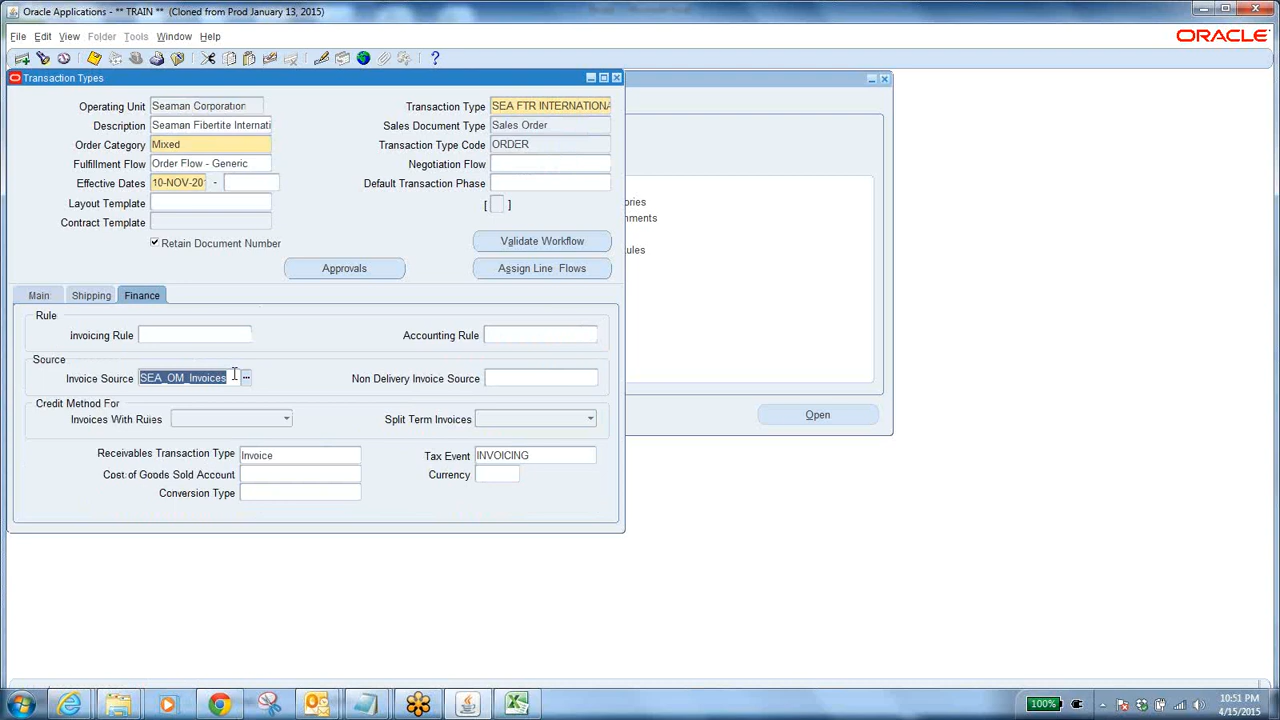 Oracle Applications - ** TRAIN ** (Cloned from Prod January 13, 2015)
File Edit View Folder Tools Window Help
ORACLE
Transaction Types
Operating Unit Seaman Corporation
Transaction Type SEA FTR INTERNATIONA
Description Seaman Fibertite Internati
Sales Document Type Sales Order
Order Category Mixed
Transaction Type Code ORDER
Fulfillment Flow Order Flow - Generic
Negotiation Flow
Effective Dates 10-NOV-201 -
Default Transaction Phase
Layout Template
[ ]
Contract Template
Retain Document Number
Validate Workflow
Approvals
Assign Line Flows
Main Shipping Finance
Rule
Invoicing Rule
Accounting Rule
Source
Invoice Source SEA_OM_Invoices
Non Delivery Invoice Source
Credit Method For
Invoices With Rules
Split Term Invoices
Receivables Transaction Type Invoice
Tax Event INVOICING
Cost of Goods Sold Account
Currency
Conversion Type
ories
nments
ules
Open
100%
10:51 PM
4/15/2015